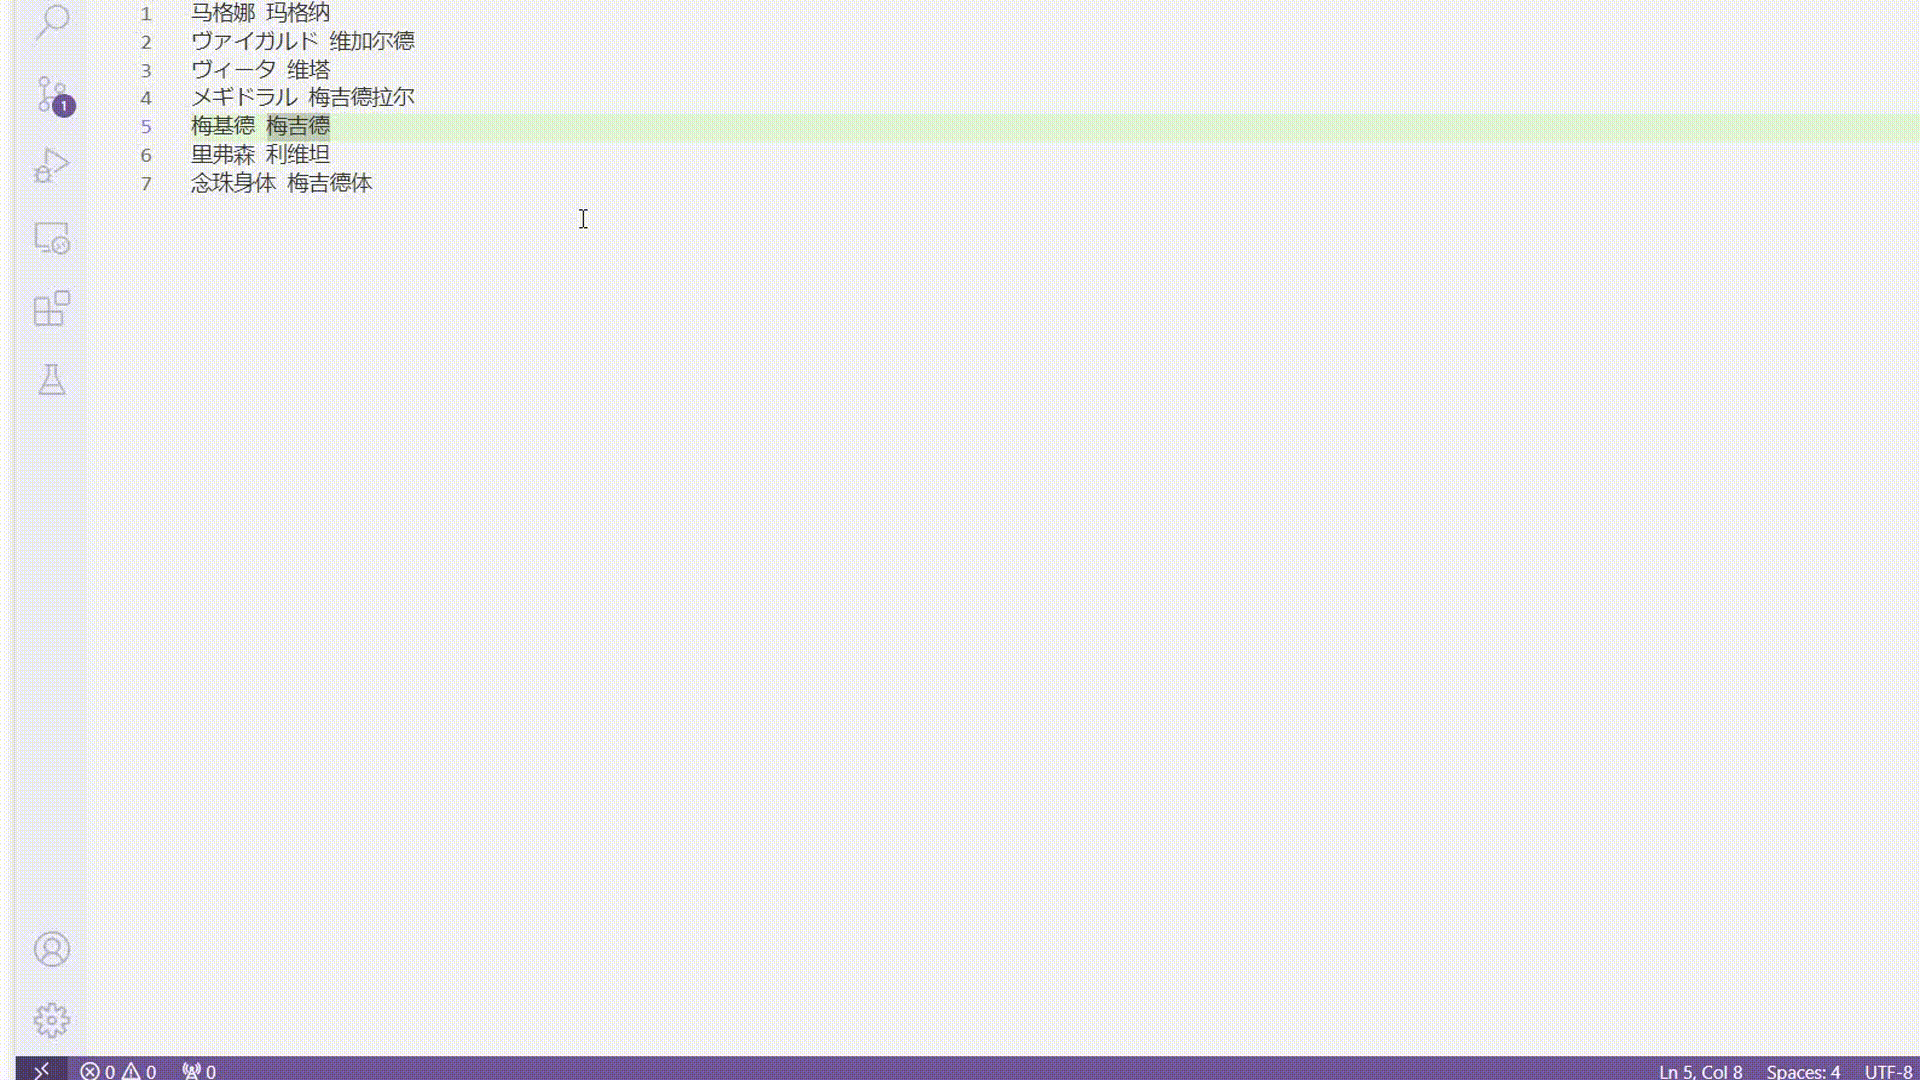 1 马格娜 玛格纳
2 ヴァイガルド 维加尔德
3 ヴィータ 维塔
4 メギドラル 梅吉德拉尔
5 梅基德 梅吉德
6 里弗森 利维坦
7 念珠身体 梅吉德体
1
0 0 0 Ln 5, Col 8 Spaces: 4 UTF-8